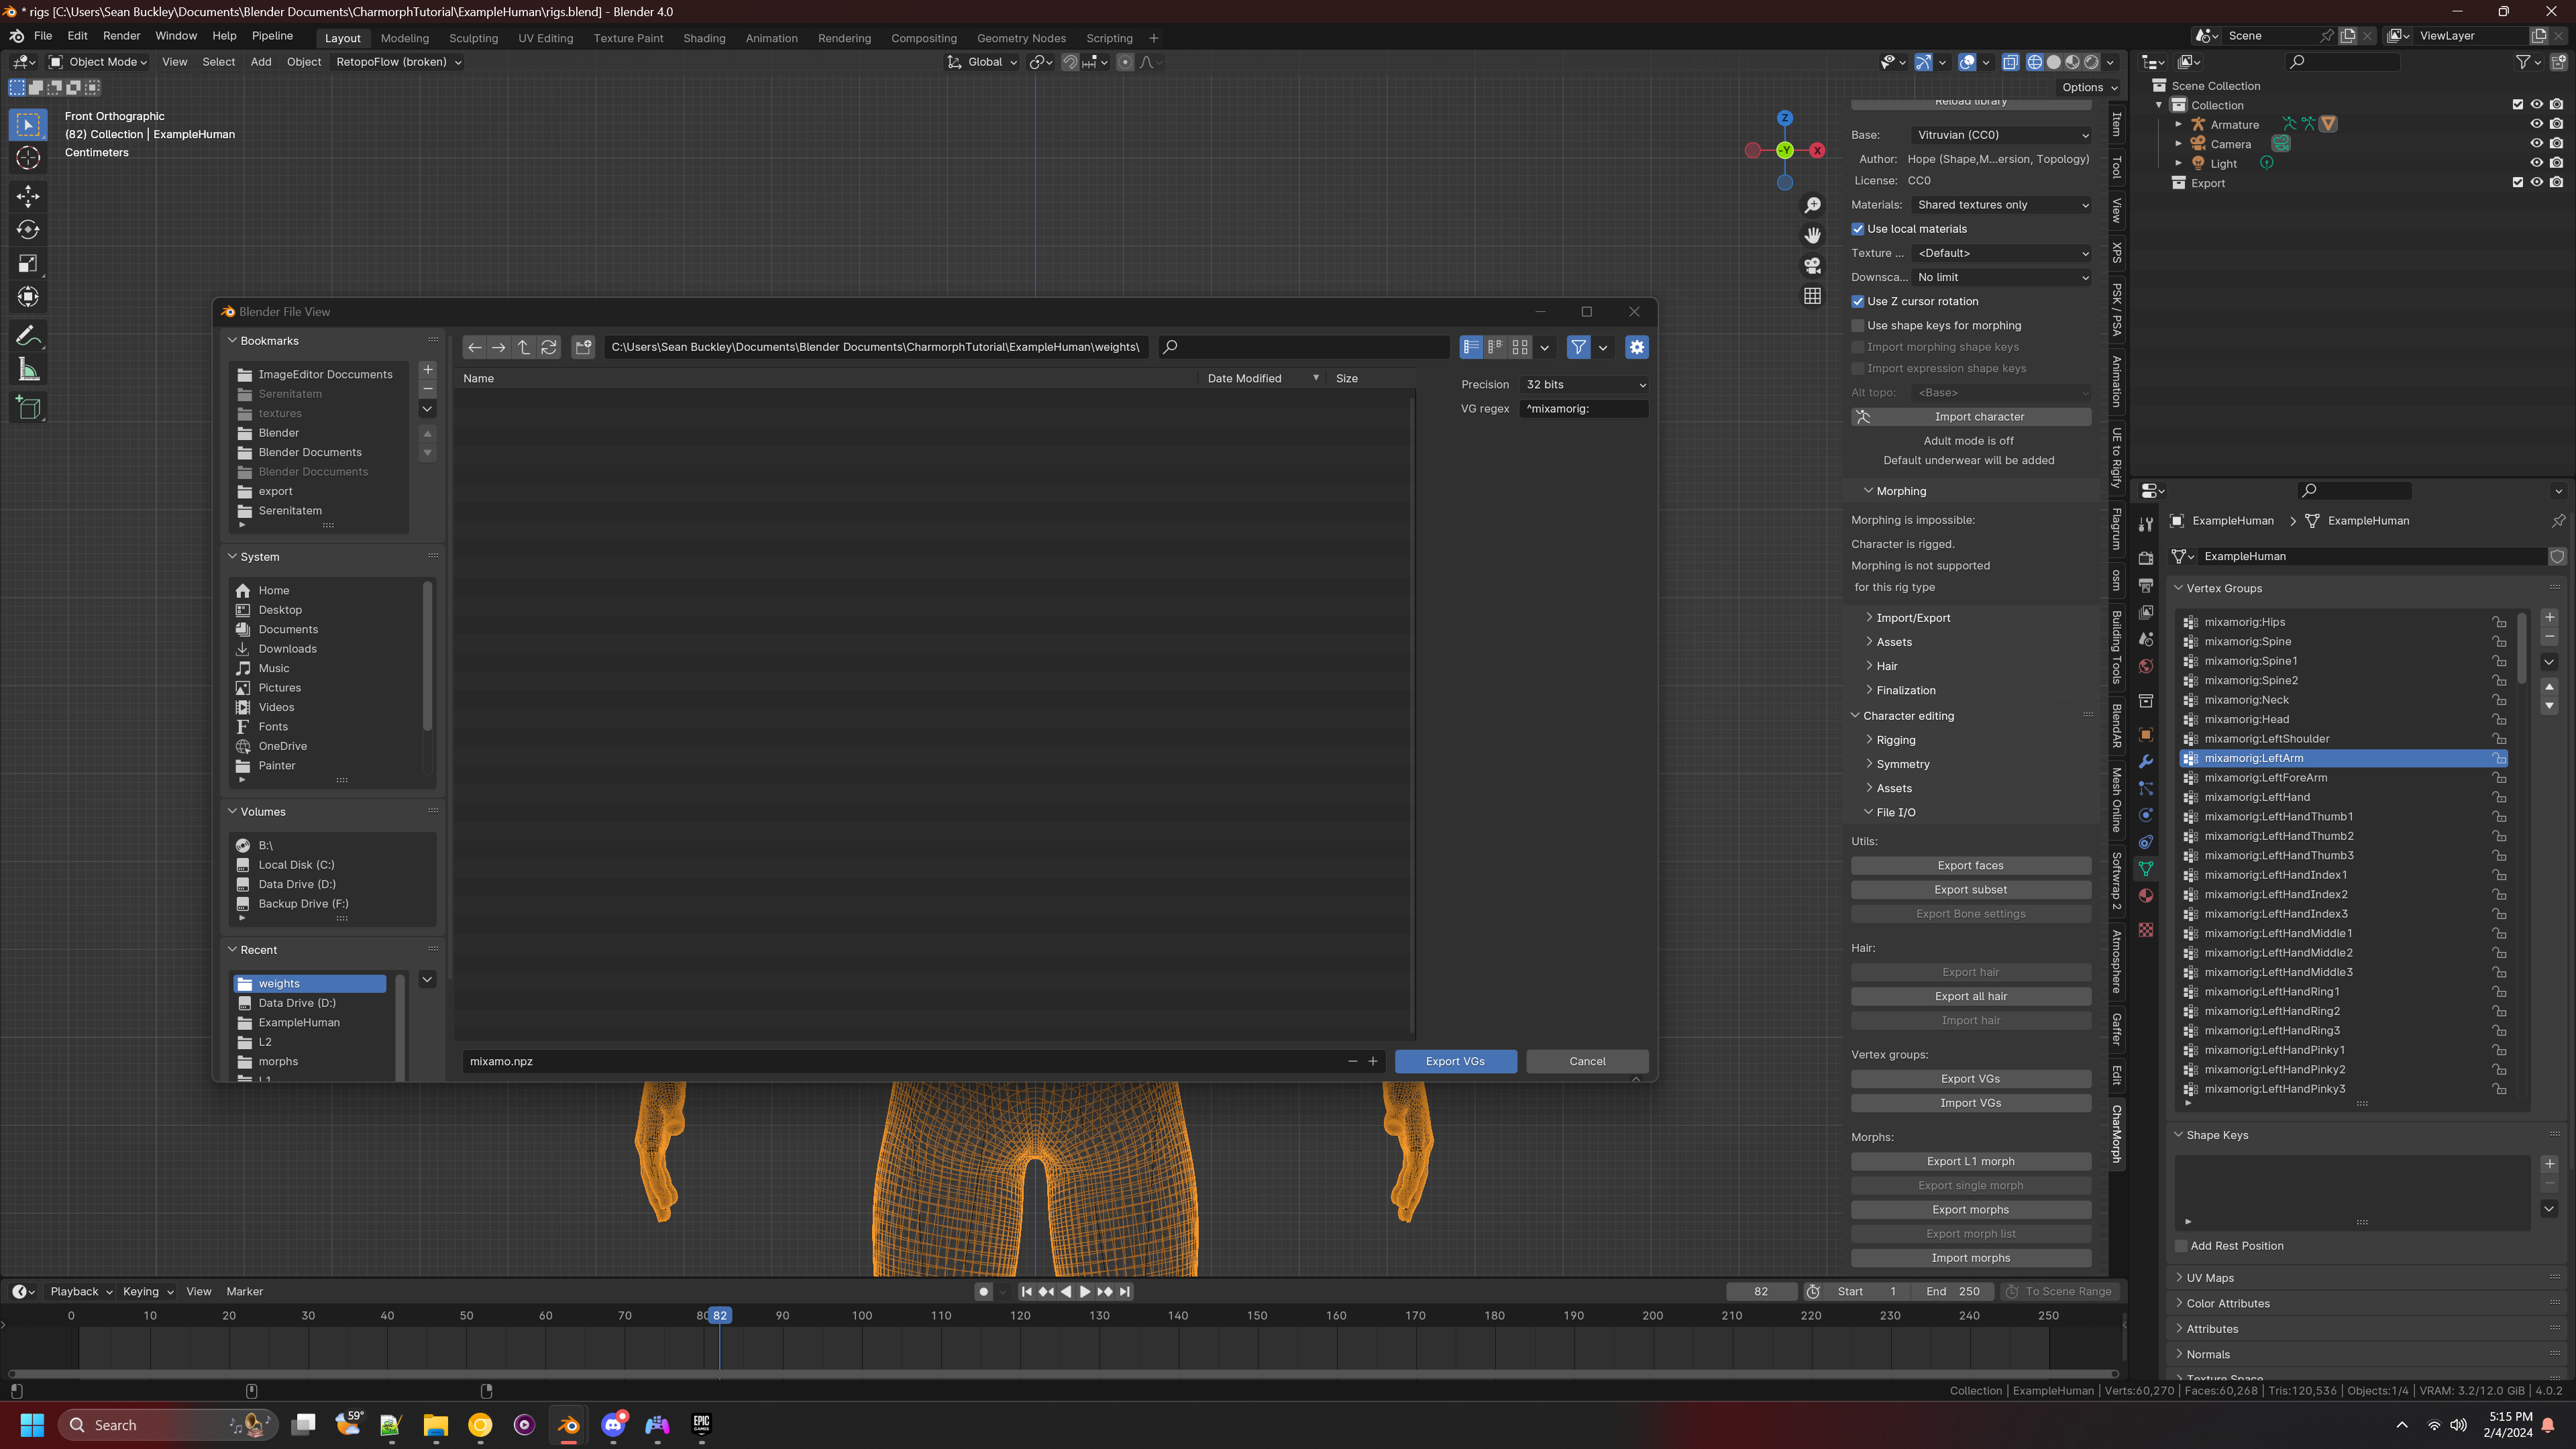 * rigs [C:\Users\Sean Buckley\Documents\Blender Documents\CharmorphTutorial\ExampleHuman\rigs.blend] - Blender 4.0
File Edit Render Window Help Pipeline
Layout Modeling Sculpting UV Editing Texture Paint Shading Animation Rendering Compositing Geometry Nodes Scripting +
Scene
ViewLayer
Object Mode View Select Add Object RetopoFlow (broken)
Global
Options
Front Orthographic
(82) Collection | ExampleHuman
Centimeters
Z
-Y
X
Blender File View
Bookmarks
ImageEditor Doccuments
Serenitatem
textures
Blender
Blender Documents
Blender Doccuments
export
Serenitatem
System
Home
Desktop
Documents
Downloads
Music
Pictures
Videos
Fonts
OneDrive
Painter
Volumes
B:\
Local Disk (C:)
Data Drive (D:)
Backup Drive (F:)
Recent
weights
Data Drive (D:)
ExampleHuman
L2
morphs
L1
C:\Users\Sean Buckley\Documents\Blender Documents\CharmorphTutorial\ExampleHuman\weights\
Name Date Modified Size
Precision 32 bits
VG regex ^mixamorig:
mixamo.npz
Export VGs
Cancel
Reload library
Base: Vitruvian (CC0)
Author: Hope (Shape,M...ersion, Topology)
License: CC0
Materials: Shared textures only
Use local materials
Texture ... <Default>
Downsca... No limit
Use Z cursor rotation
Use shape keys for morphing
Import morphing shape keys
Import expression shape keys
Alt topo: <Base>
Import character
Adult mode is off
Default underwear will be added
Morphing
Morphing is impossible:
Character is rigged.
Morphing is not supported
for this rig type
Import/Export
Assets
Hair
Finalization
Character editing
Rigging
Symmetry
Assets
File I/O
Utils:
Export faces
Export subset
Export Bone settings
Hair:
Export hair
Export all hair
Import hair
Vertex groups:
Export VGs
Import VGs
Morphs:
Export L1 morph
Export single morph
Export morphs
Export morph list
Import morphs
Item
Tool
View
XPS
PSK / PSA
Animation
UE to Rigify
Flagrum
osm
Building Tools
BlendAR
Mesh Online
Softwrap 2
Atmosphere
Gaffer
Edit
CharMorph
Scene Collection
Collection
Armature
Camera
Light
Export
ExampleHuman > ExampleHuman
ExampleHuman
Vertex Groups
mixamorig:Hips
mixamorig:Spine
mixamorig:Spine1
mixamorig:Spine2
mixamorig:Neck
mixamorig:Head
mixamorig:LeftShoulder
mixamorig:LeftArm
mixamorig:LeftForeArm
mixamorig:LeftHand
mixamorig:LeftHandThumb1
mixamorig:LeftHandThumb2
mixamorig:LeftHandThumb3
mixamorig:LeftHandIndex1
mixamorig:LeftHandIndex2
mixamorig:LeftHandIndex3
mixamorig:LeftHandMiddle1
mixamorig:LeftHandMiddle2
mixamorig:LeftHandMiddle3
mixamorig:LeftHandRing1
mixamorig:LeftHandRing2
mixamorig:LeftHandRing3
mixamorig:LeftHandPinky1
mixamorig:LeftHandPinky2
mixamorig:LeftHandPinky3
Shape Keys
Add Rest Position
UV Maps
Color Attributes
Attributes
Normals
Texture Space
Playback Keying View Marker
82 Start 1 End 250 To Scene Range
0 10 20 30 40 50 60 70 80 82 90 100 110 120 130 140 150 160 170 180 190 200 210 220 230 240 250
Collection | ExampleHuman | Verts:60,270 | Faces:60,268 | Tris:120,536 | Objects:1/4 | VRAM: 3.2/12.0 GiB | 4.0.2
Search
59°
EPIC GAMES
5:15 PM
2/4/2024